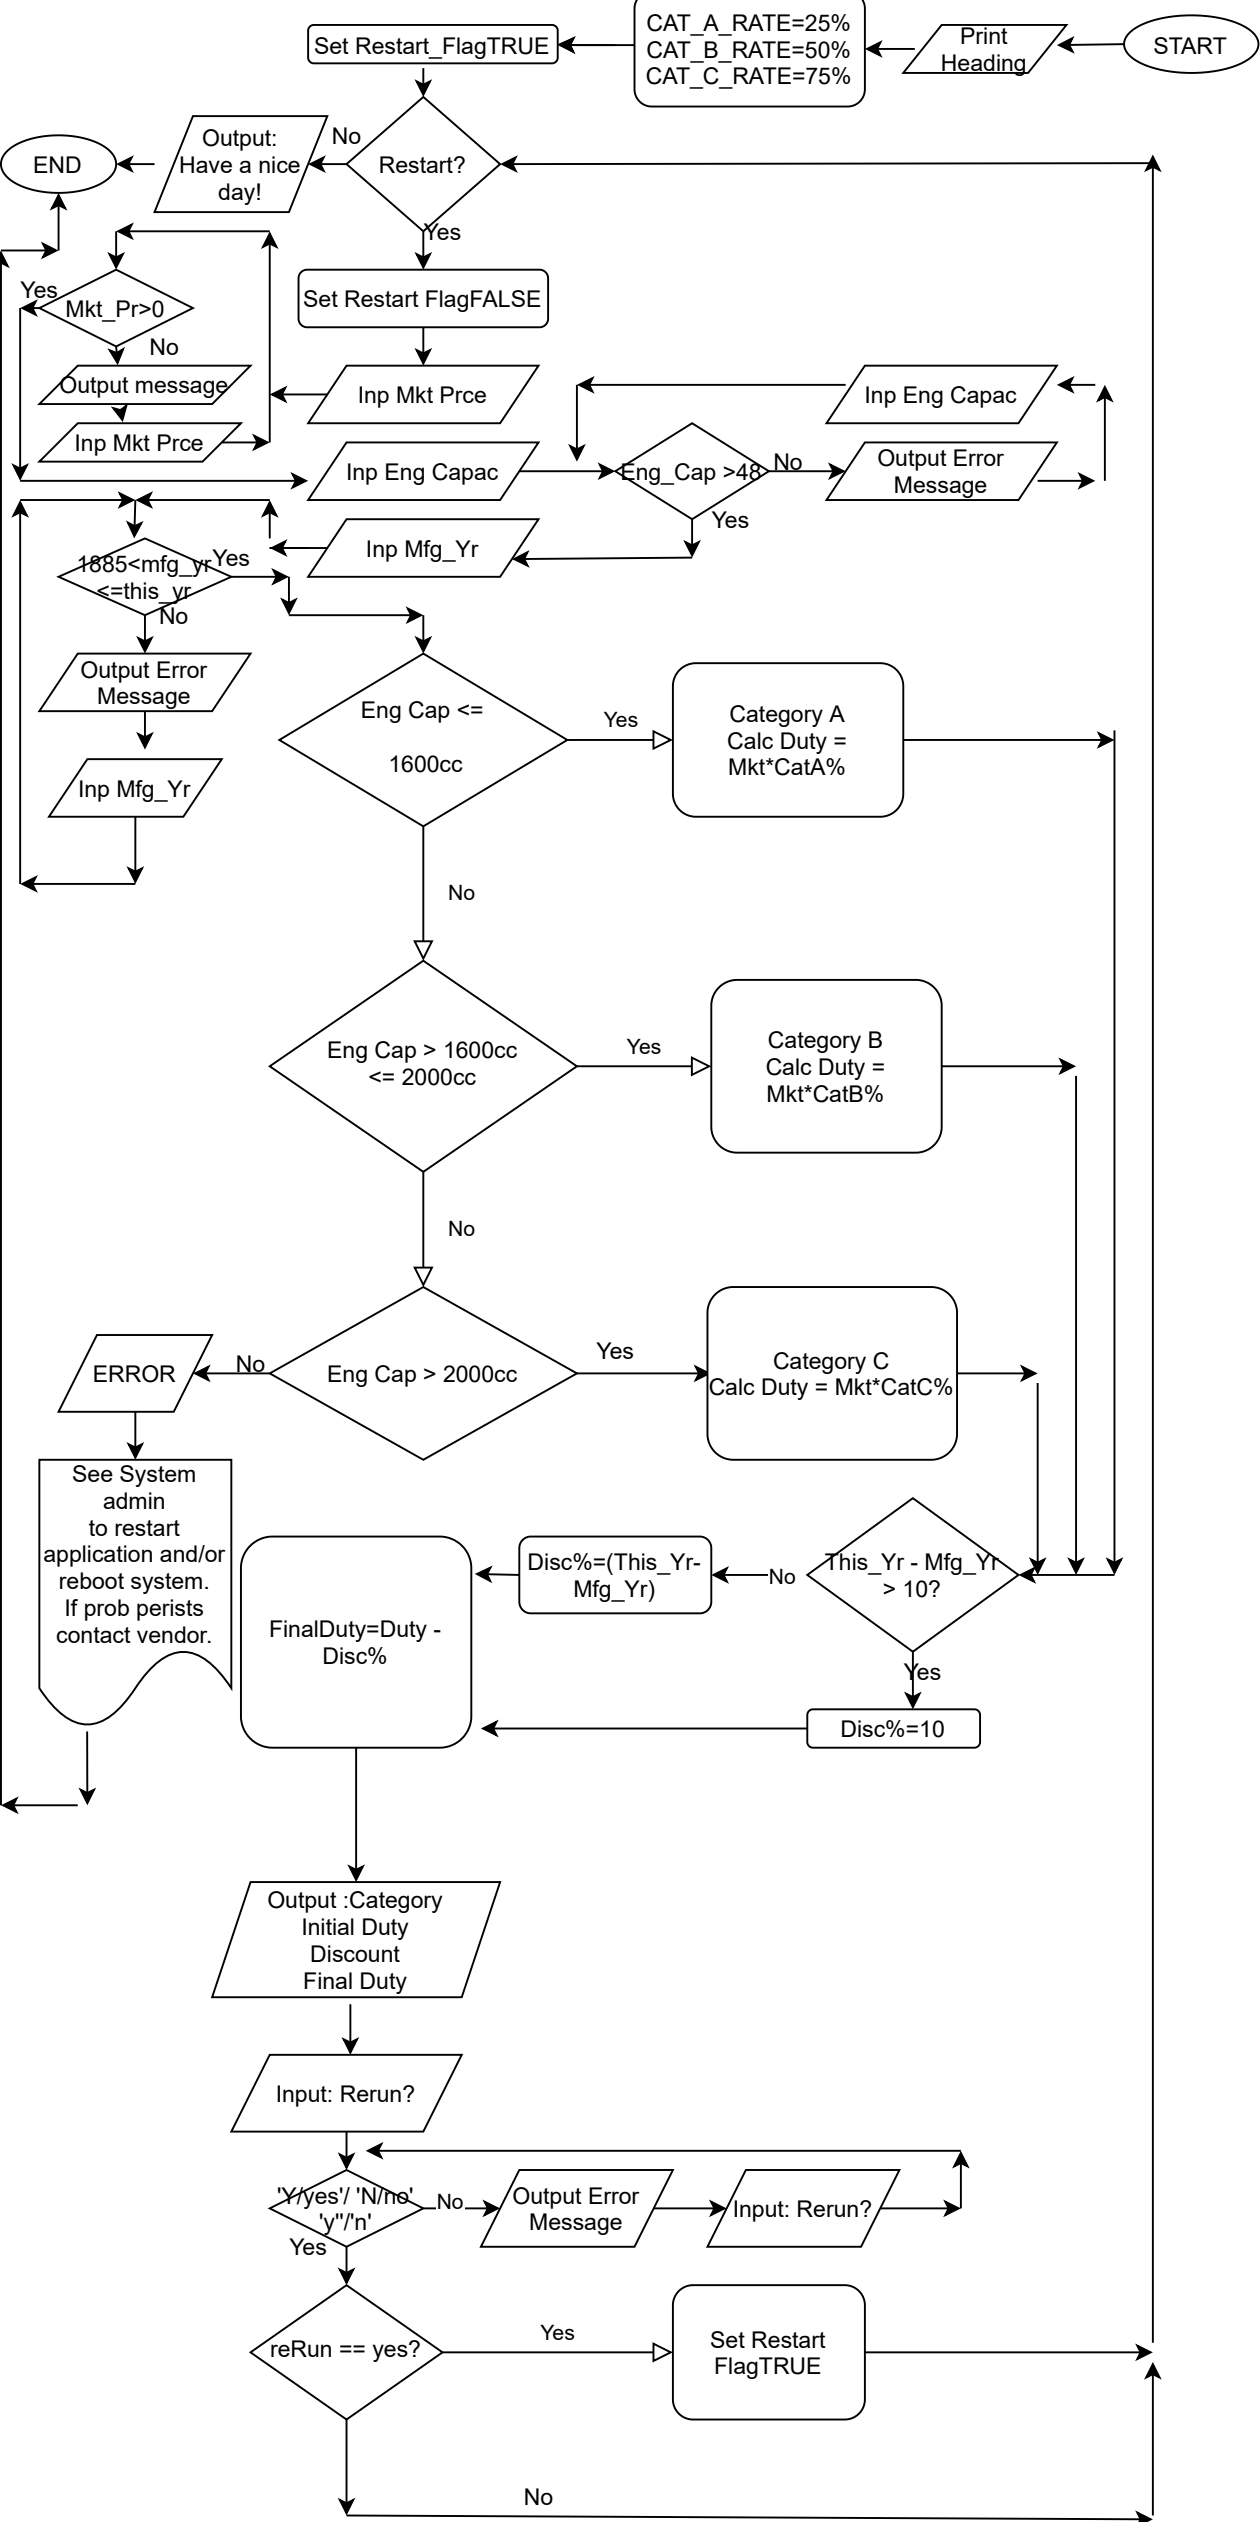 START
Print
Heading
CAT_A_RATE=25%
CAT_B_RATE=50%
CAT_C_RATE=75%
Set Restart_FlagTRUE
Restart?
No
Output:
Have a nice
day!
END
Yes
Set Restart FlagFALSE
Inp Mkt Prce
Mkt_Pr>0
Yes
No
Output message
Inp Mkt Prce
Inp Eng Capac
Eng_Cap >48
No
Output Error
Message
Inp Eng Capac
Yes
Inp Mfg_Yr
1885<mfg_yr
<=this_yr
Yes
No
Output Error
Message
Inp Mfg_Yr
Eng Cap <=
1600cc
Yes
Category A
Calc Duty =
Mkt*CatA%
No
Eng Cap > 1600cc
<= 2000cc
Yes
Category B
Calc Duty =
Mkt*CatB%
No
Eng Cap > 2000cc
Yes
Category C
Calc Duty = Mkt*CatC%
No
ERROR
See System
admin
to restart
application and/or
reboot system.
If prob perists
contact vendor.
This_Yr - Mfg_Yr
> 10?
No
Disc%=(This_Yr-
Mfg_Yr)
Yes
Disc%=10
FinalDuty=Duty -
Disc%
Output :Category
Initial Duty
Discount
Final Duty
Input: Rerun?
'Y/yes'/ 'N/no'
'y"/'n'
No
Output Error
Message
Input: Rerun?
Yes
reRun == yes?
Yes
Set Restart
FlagTRUE
No